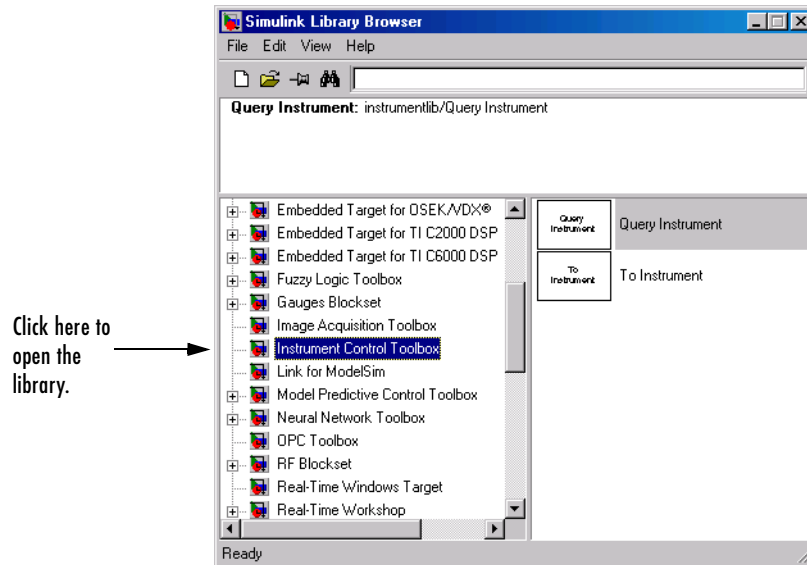 Simulink Library Browser
File Edit View Help
Query Instrument: instrumentlib/Query Instrument
Embedded Target for OSEK/VDX®
Embedded Target for TI C2000 DSP
Embedded Target for TI C6000 DSP
Fuzzy Logic Toolbox
Gauges Blockset
Image Acquisition Toolbox
Instrument Control Toolbox
Link for ModelSim
Model Predictive Control Toolbox
Neural Network Toolbox
OPC Toolbox
RF Blockset
Real-Time Windows Target
Real-Time Workshop
Query
Instrument
Query Instrument
To
Instrument
To Instrument
Click here to
open the
library.
Ready